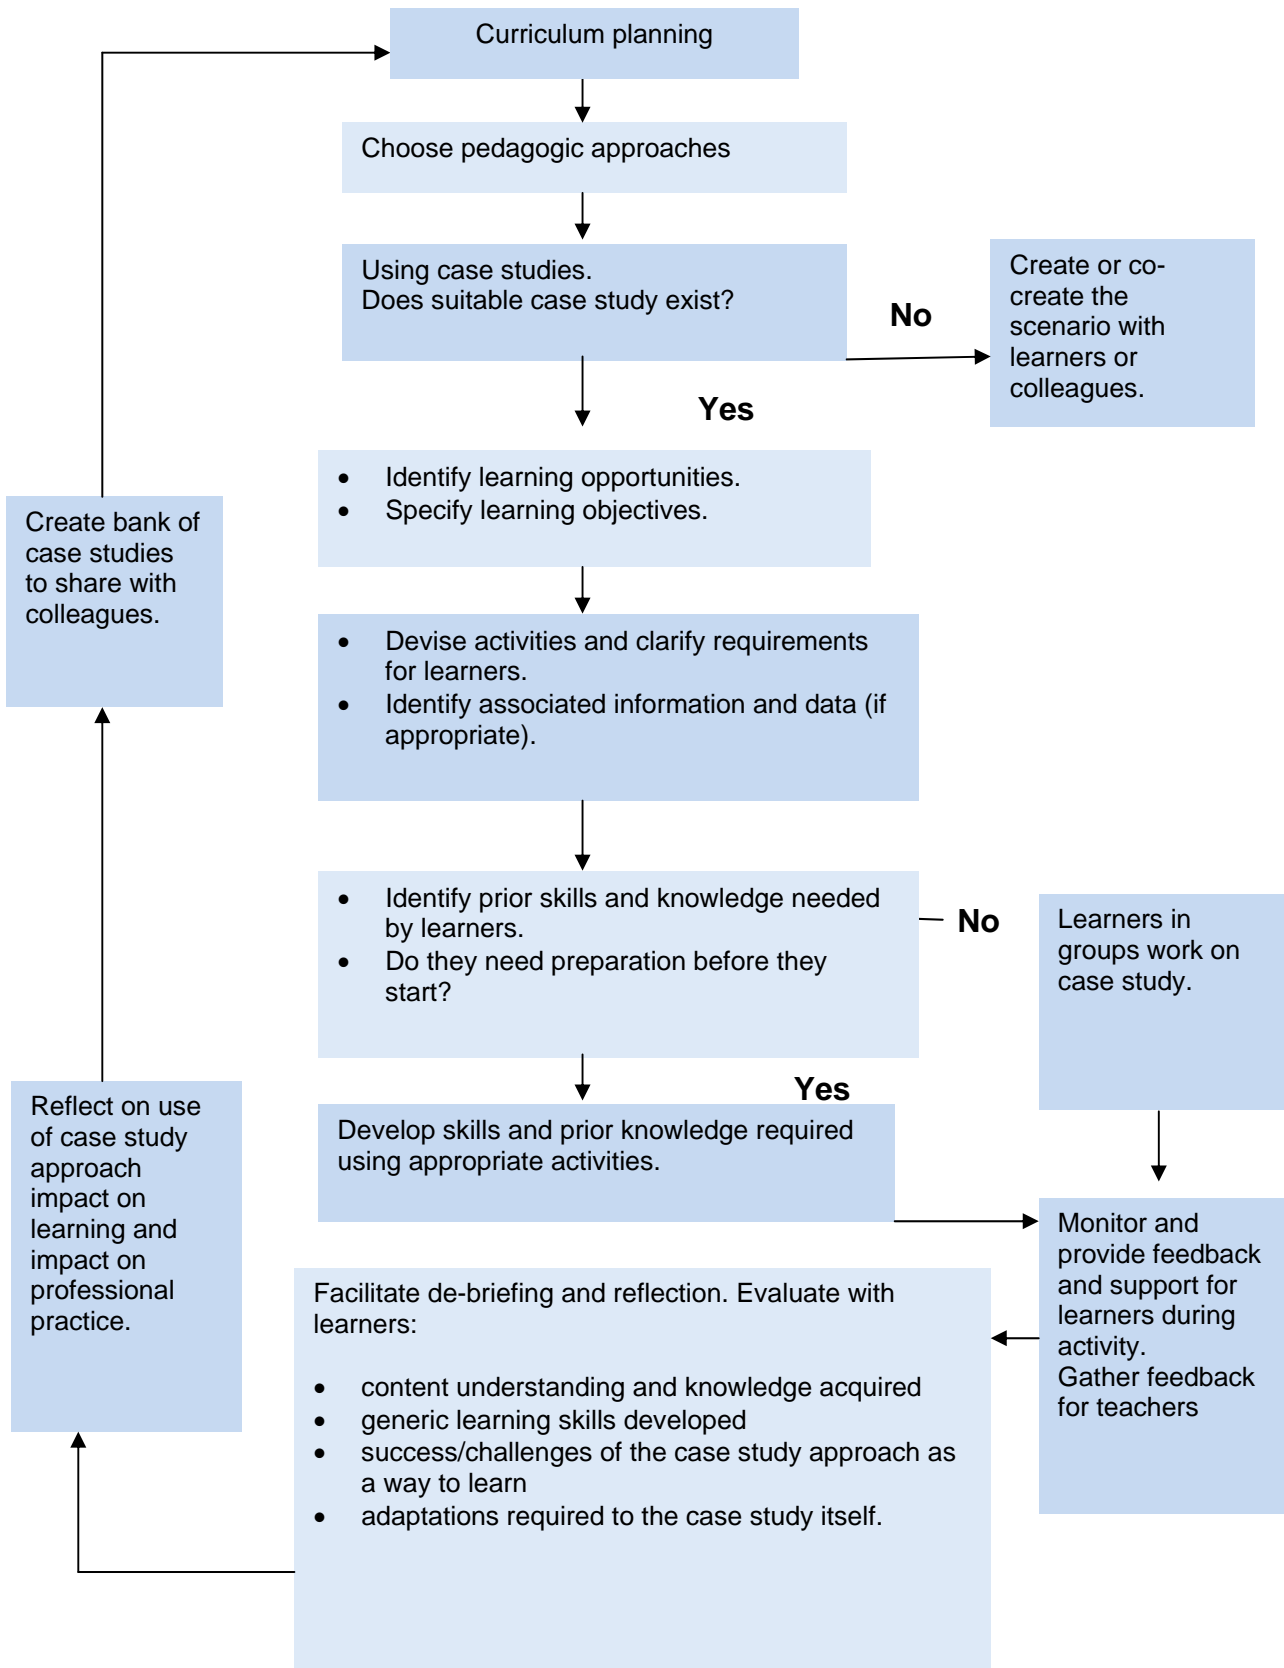 Curriculum planning
Choose pedagogic approaches
Using case studies.
Does suitable case study exist?
No
Create or co-
create the
scenario with
learners or
colleagues.
Yes
• Identify learning opportunities.
• Specify learning objectives.
Create bank of
case studies
to share with
colleagues.
• Devise activities and clarify requirements
for learners.
• Identify associated information and data (if
appropriate).
• Identify prior skills and knowledge needed
by learners.
• Do they need preparation before they
start?
No
Learners in
groups work on
case study.
Yes
Develop skills and prior knowledge required
using appropriate activities.
Reflect on use
of case study
approach
impact on
learning and
impact on
professional
practice.
Monitor and
provide feedback
and support for
learners during
activity.
Gather feedback
for teachers
Facilitate de-briefing and reflection. Evaluate with
learners:
• content understanding and knowledge acquired
• generic learning skills developed
• success/challenges of the case study approach as
a way to learn
• adaptations required to the case study itself.